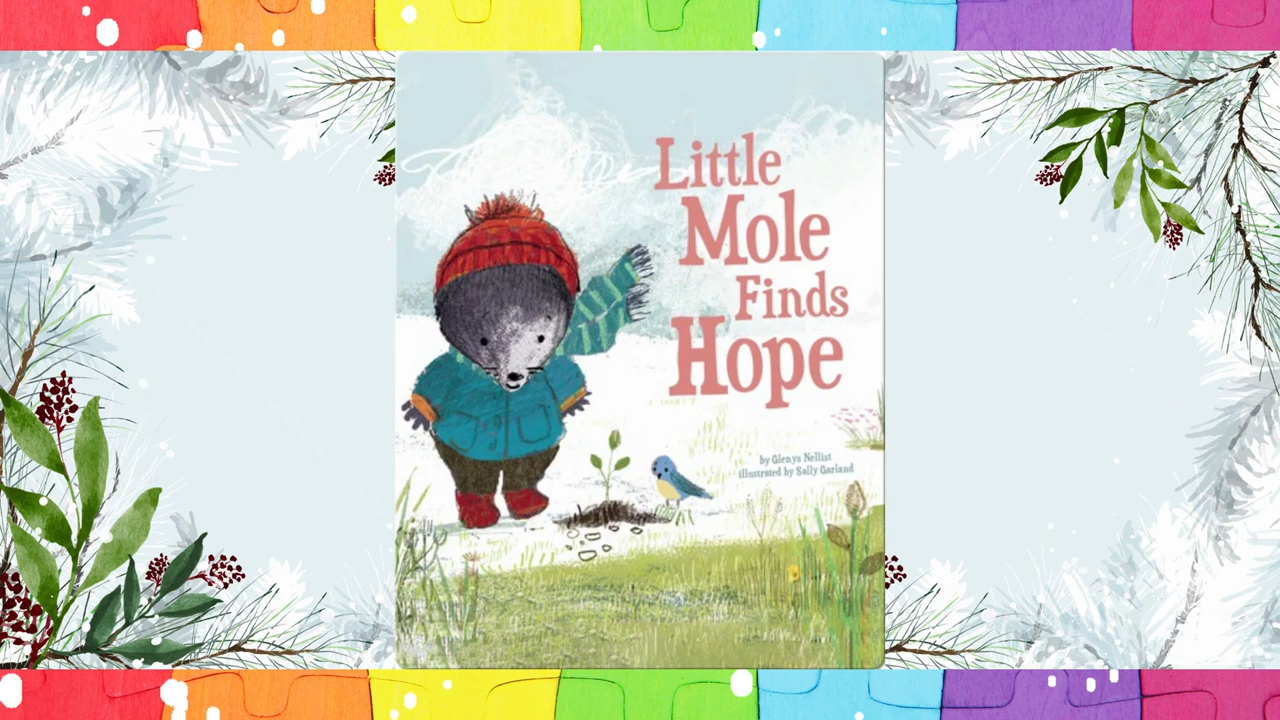 Little
Mole
Finds
Hope
by Glenys Nellist
illustrated by Sally Garland